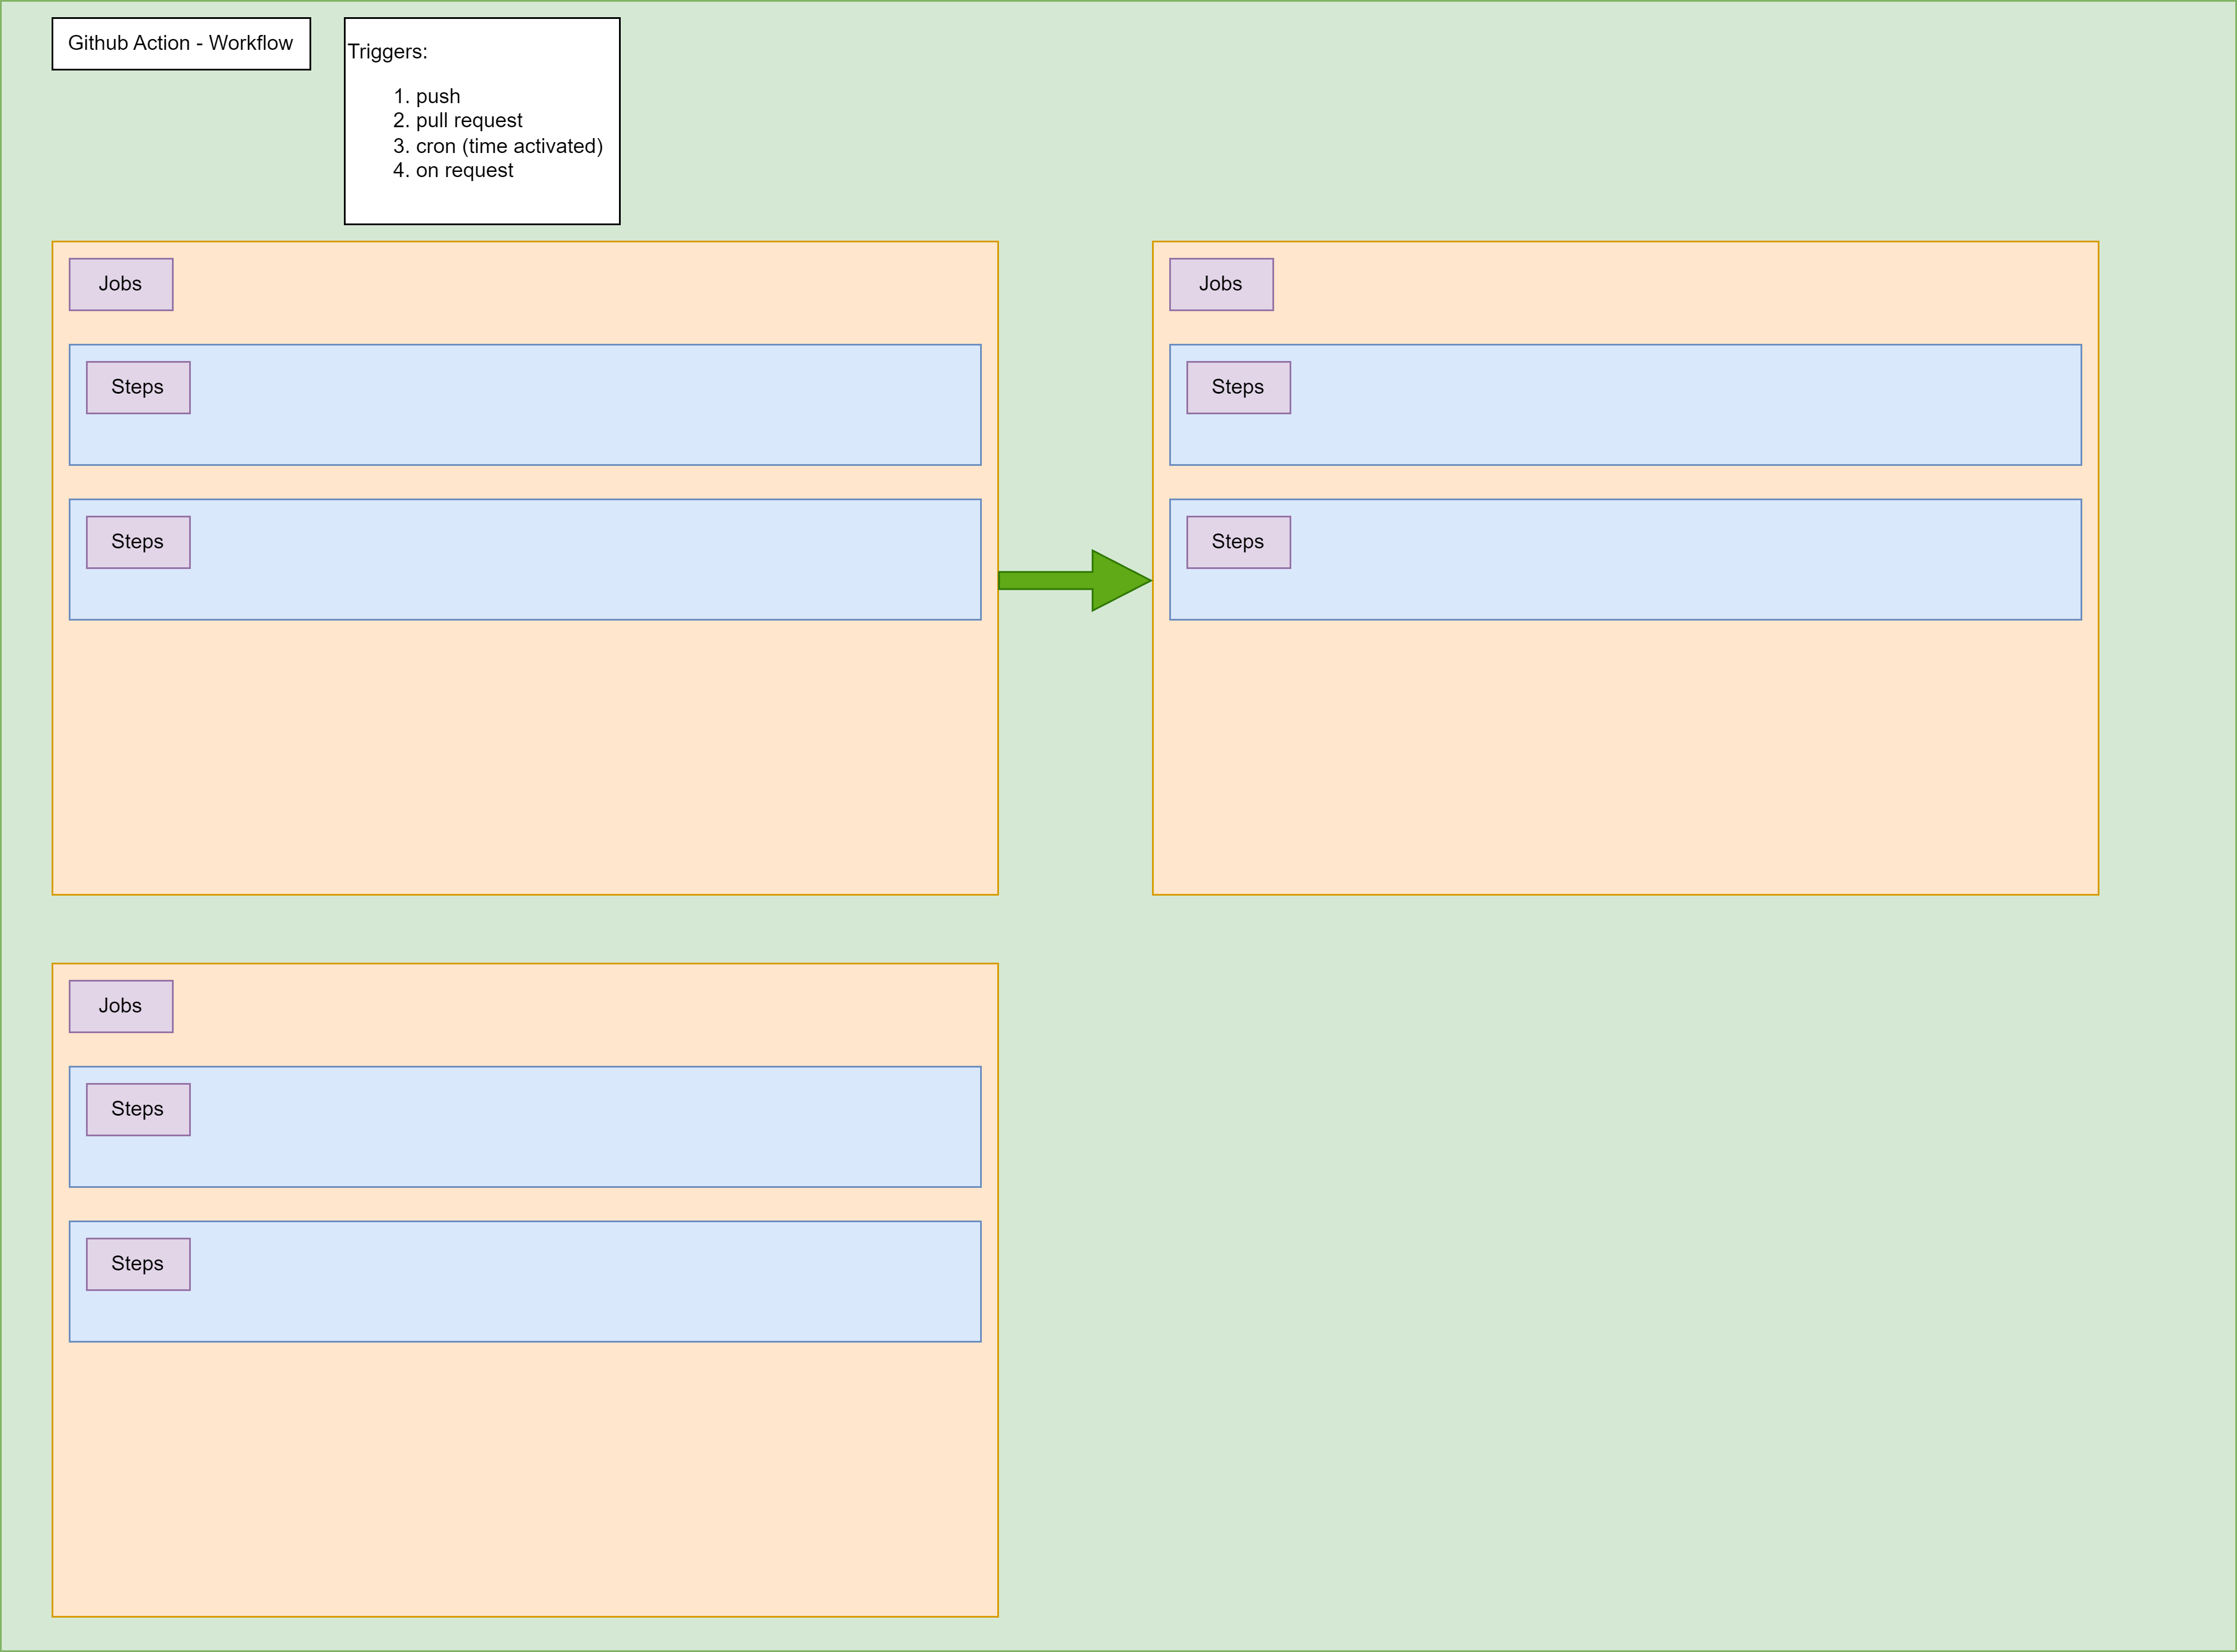 Github Action - Workflow
Triggers:
1. push
2. pull request
3. cron (time activated)
4. on request
Jobs
Steps
Steps
Jobs
Steps
Steps
Jobs
Steps
Steps